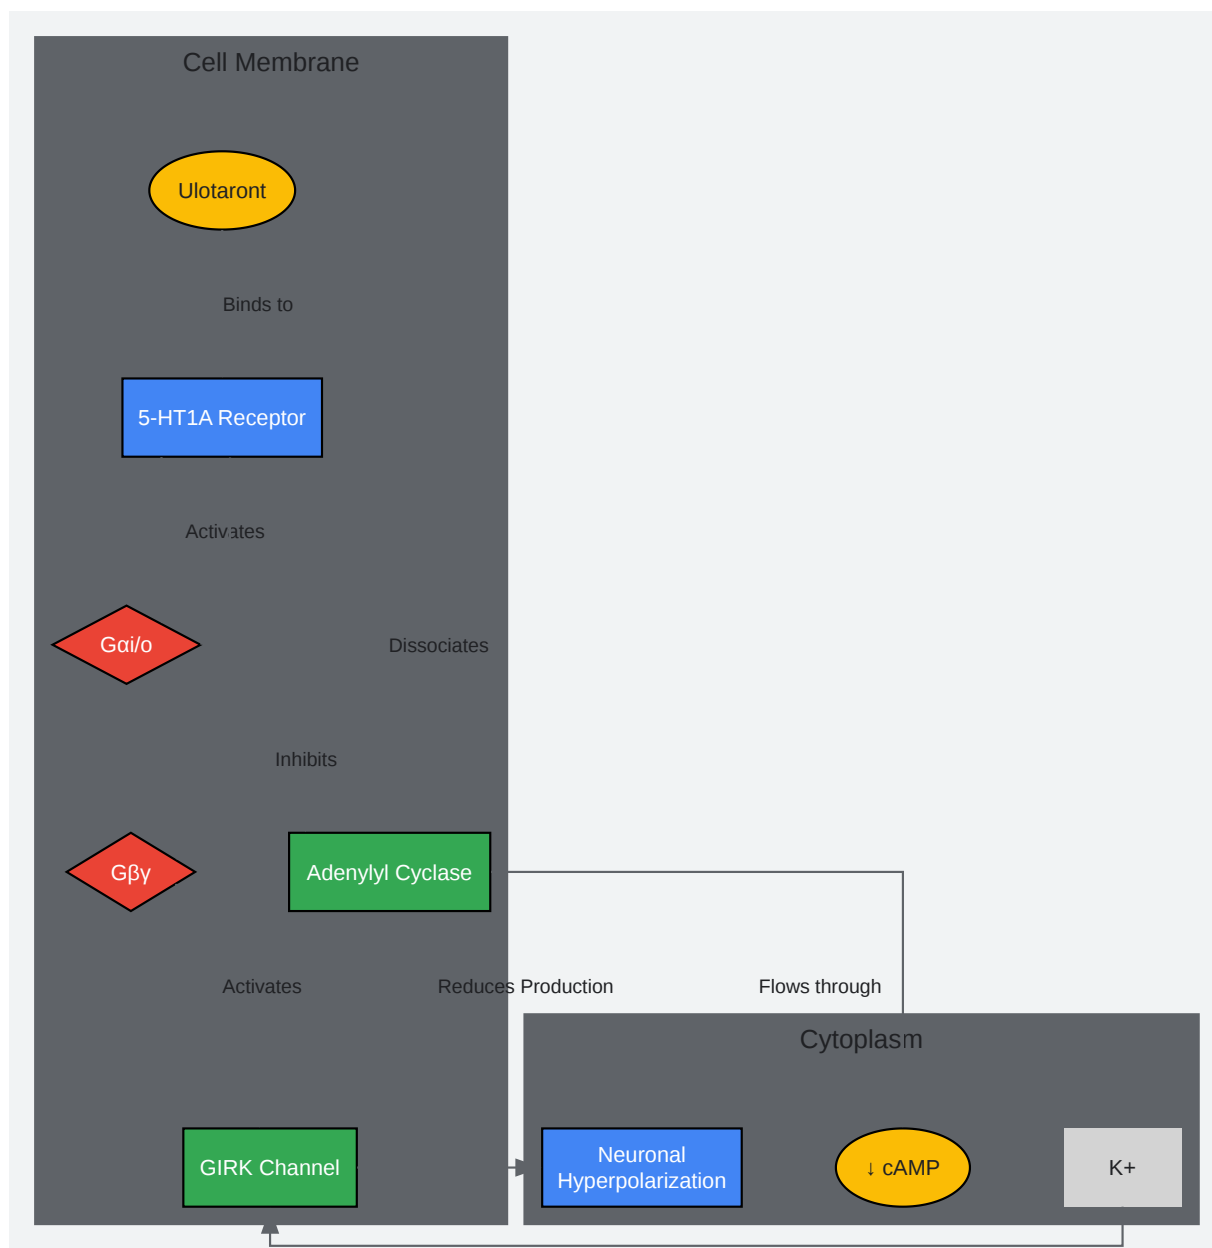 Cell Membrane
Ulotaront
Binds to
5-HT1A Receptor
Activates
Gαi/o
Dissociates
Inhibits
Gβγ
Adenylyl Cyclase
Activates
Reduces Production
Flows through
Cytoplasm
GIRK Channel
Neuronal
Hyperpolarization
↓ cAMP
K+